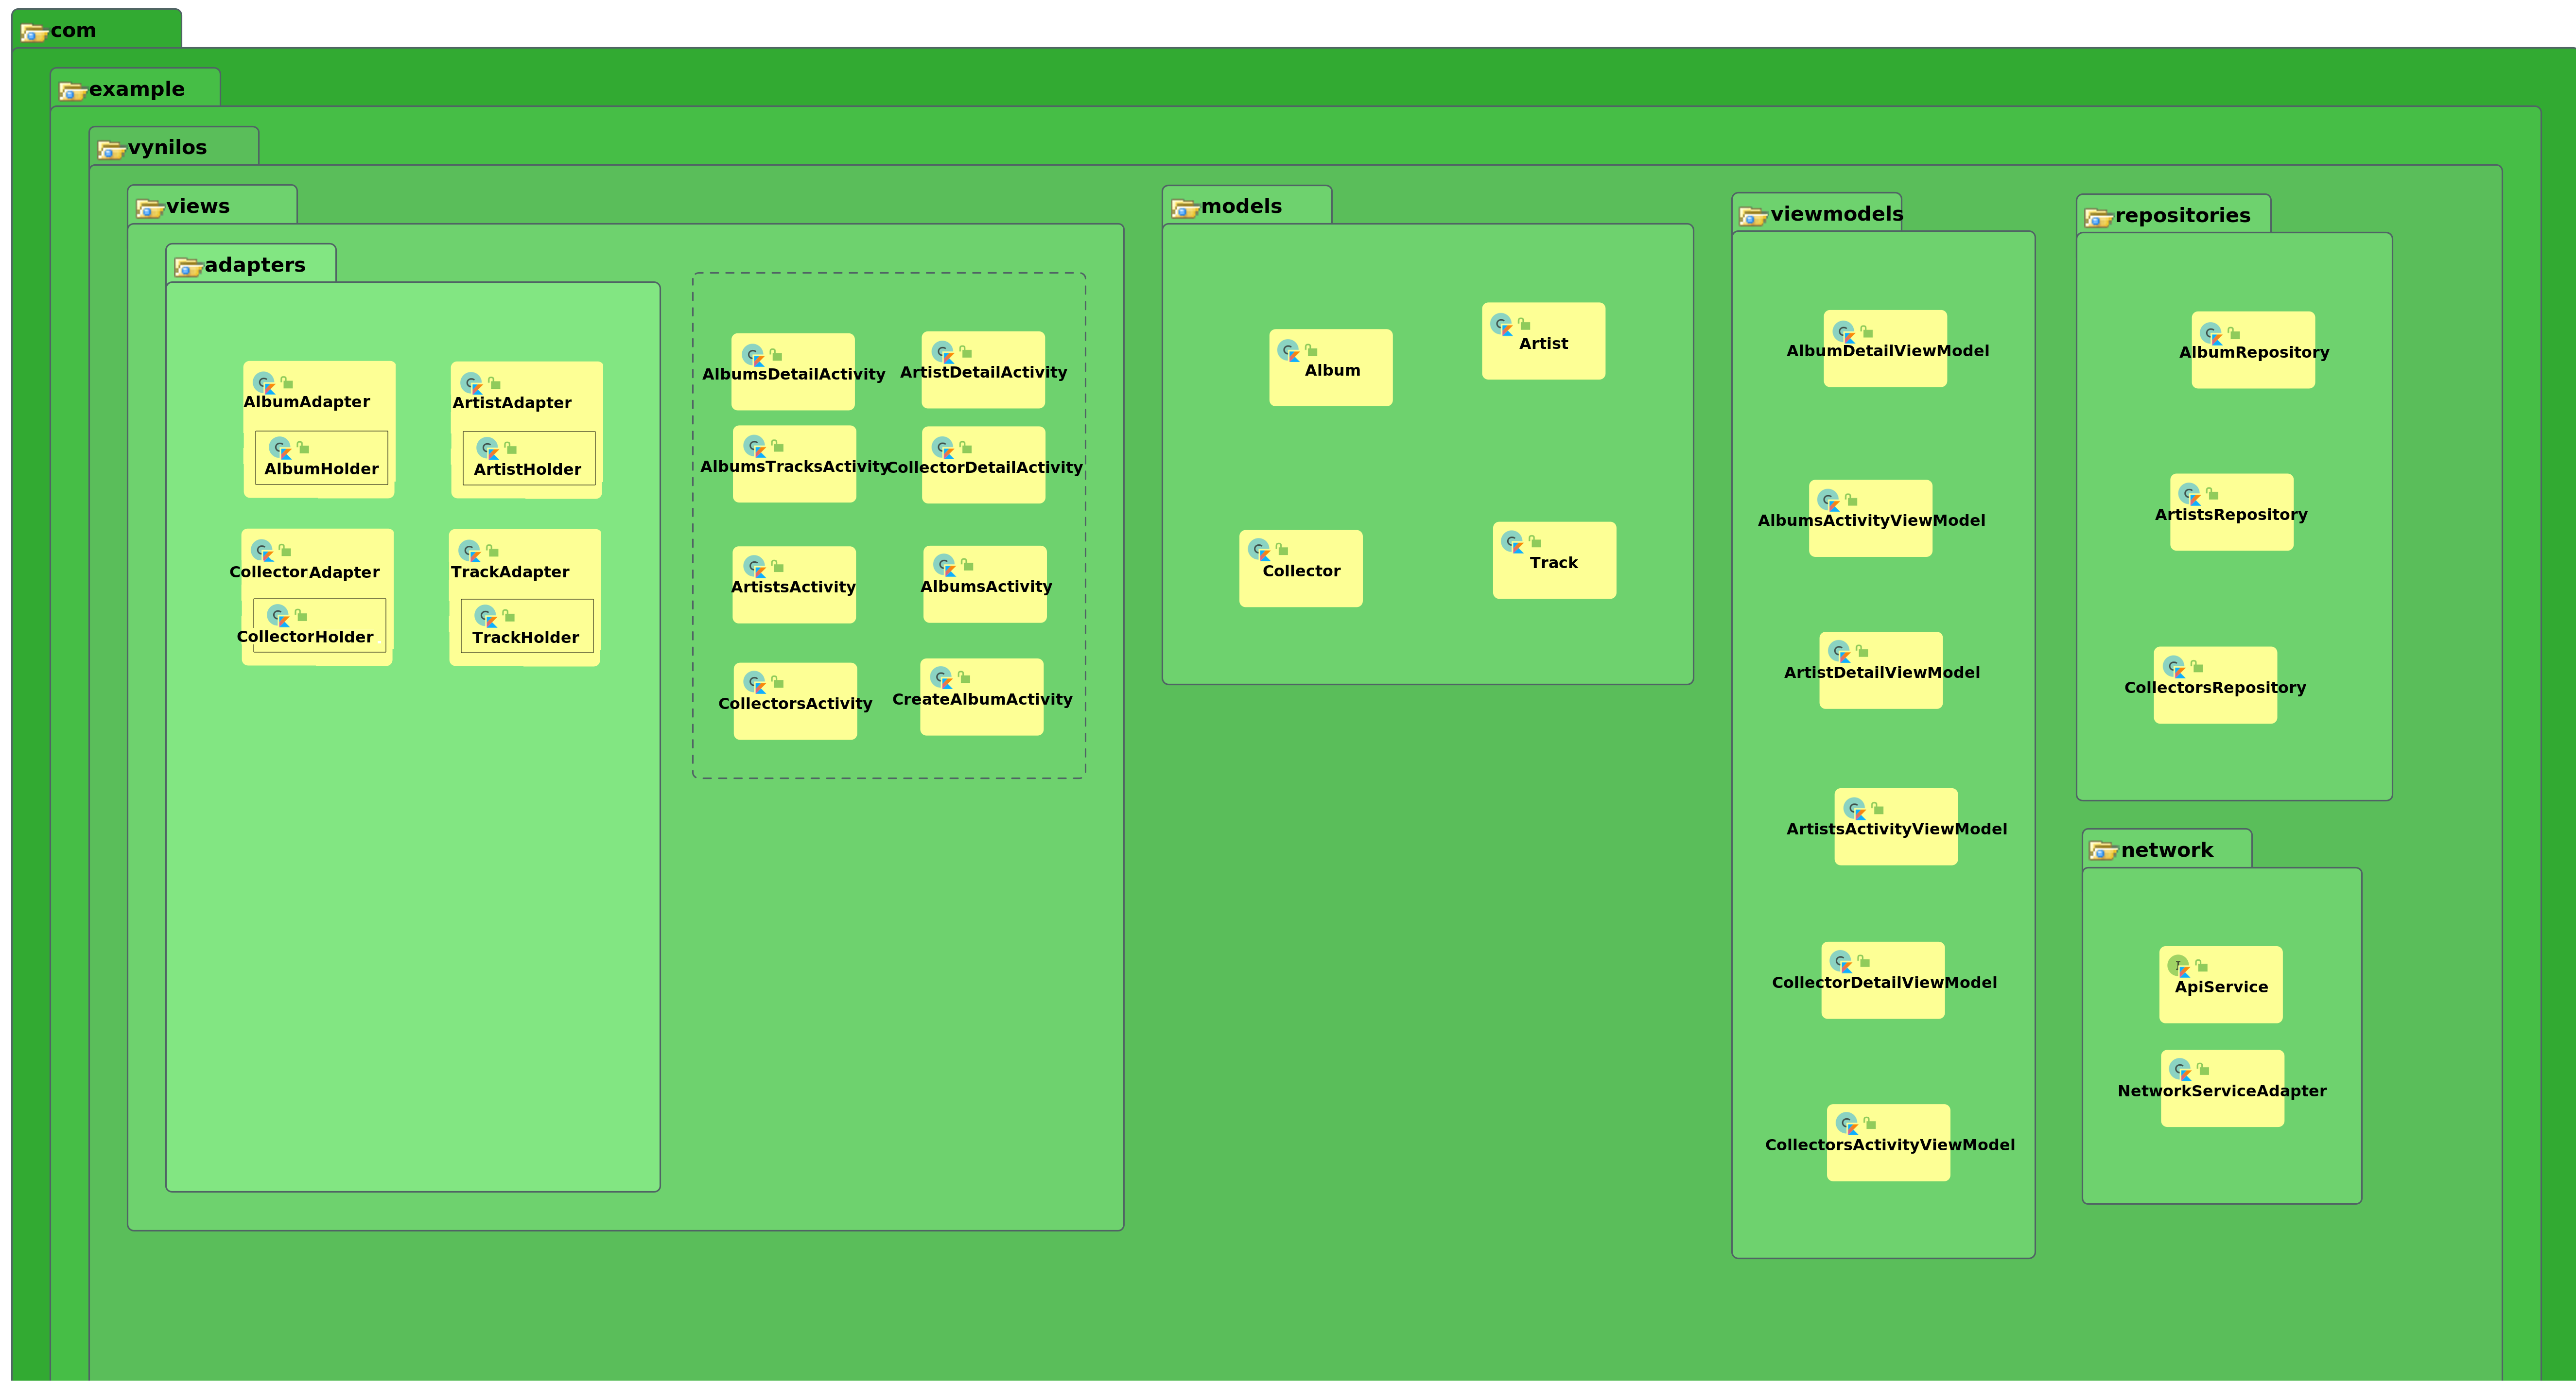 com
example
vynilos
views
adapters
AlbumAdapter
AlbumHolder
ArtistAdapter
ArtistHolder
CollectorAdapter
CollectorHolder
TrackAdapter
TrackHolder
AlbumsDetailActivity
ArtistDetailActivity
AlbumsTracksActivity
CollectorDetailActivity
ArtistsActivity
AlbumsActivity
CollectorsActivity
CreateAlbumActivity
models
Album
Artist
Collector
Track
viewmodels
AlbumDetailViewModel
AlbumsActivityViewModel
ArtistDetailViewModel
ArtistsActivityViewModel
CollectorDetailViewModel
CollectorsActivityViewModel
repositories
AlbumRepository
ArtistsRepository
CollectorsRepository
network
ApiService
NetworkServiceAdapter